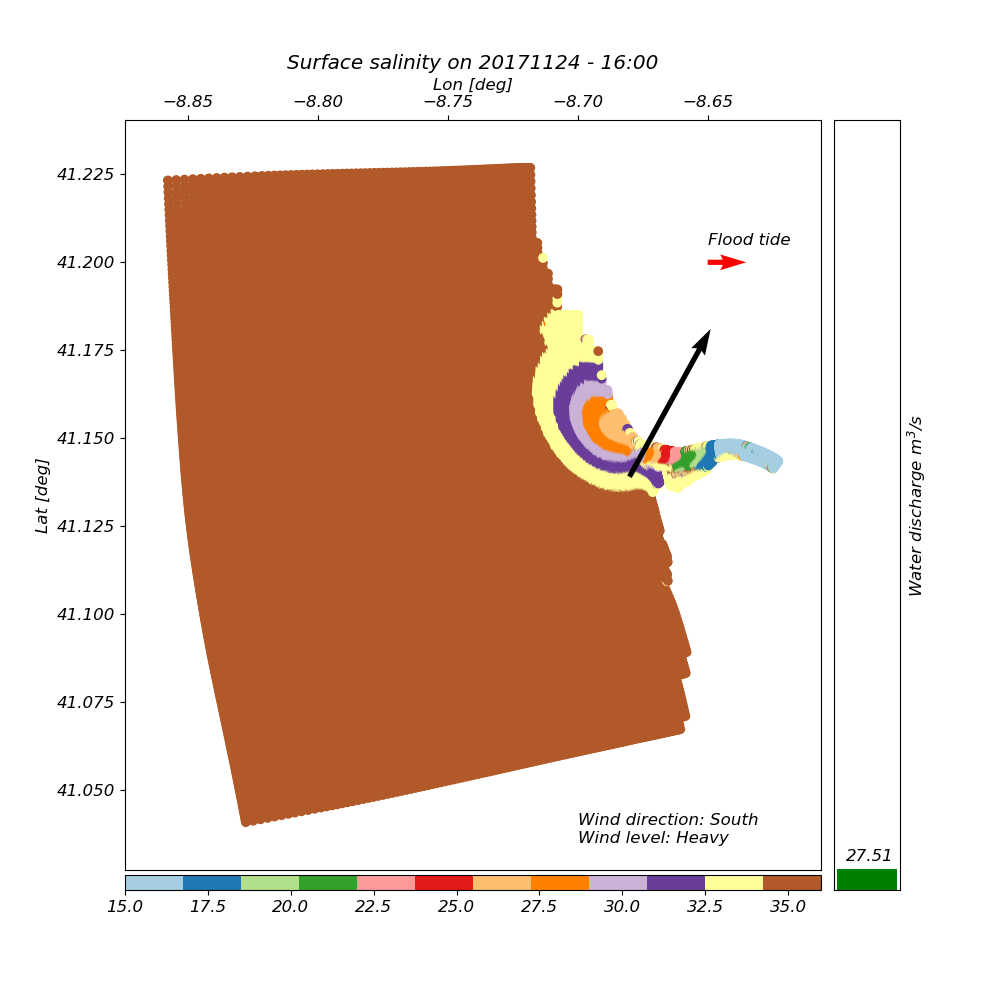 Surface salinity on 20171124 - 16:00
Lon [deg]
−8.85 −8.80 −8.75 −8.70 −8.65
41.225
41.200
41.175
41.150
41.125
41.100
41.075
41.050
Lat [deg]
Flood tide
Wind direction: South
Wind level: Heavy
15.0 17.5 20.0 22.5 25.0 27.5 30.0 32.5 35.0
27.51
Water discharge m³/s